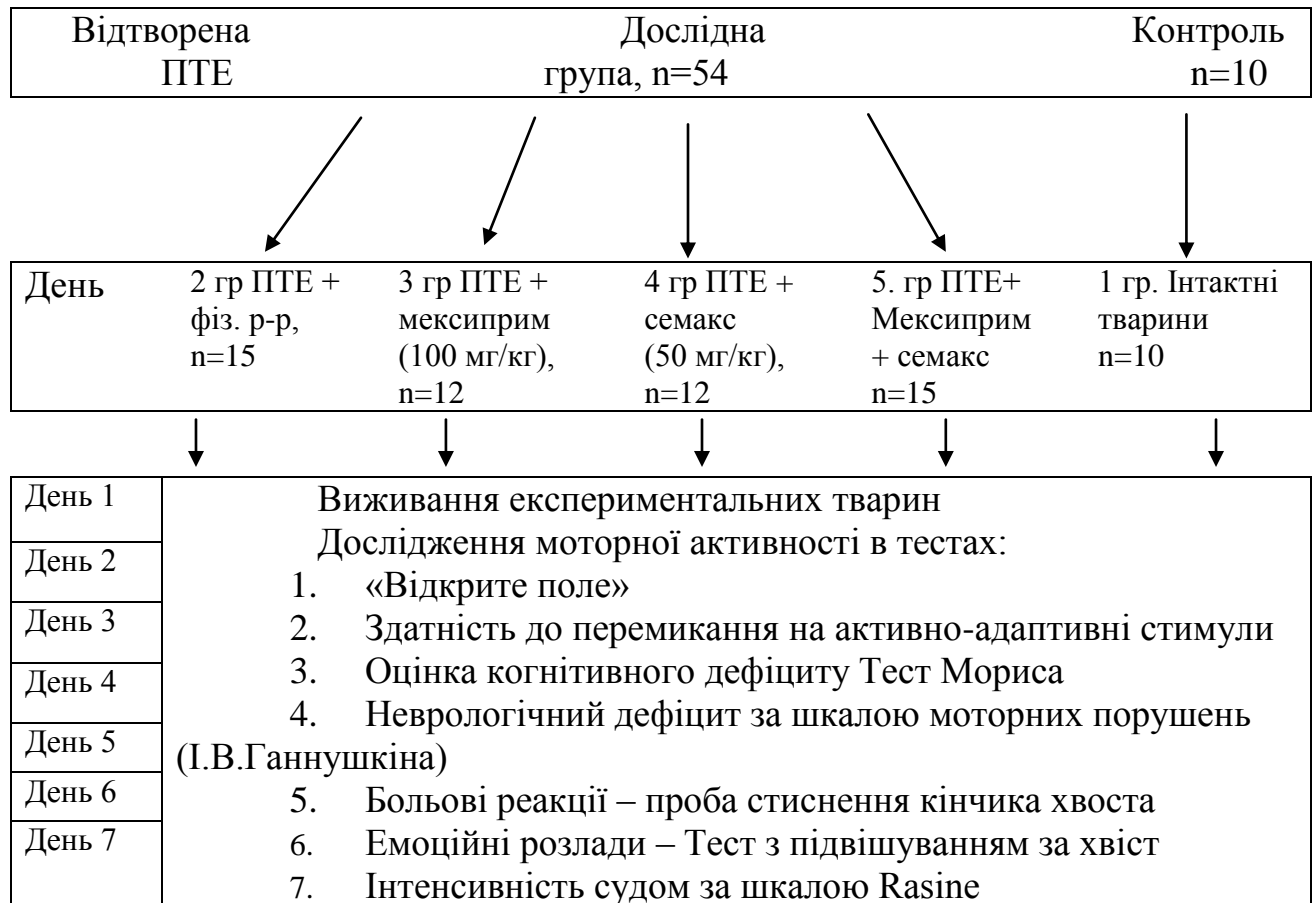 Відтворена Дослідна Контроль
ПТЕ група, n=54 n=10
День 2 гр ПТЕ + 3 гр ПТЕ + 4 гр ПТЕ + 5. гр ПТЕ+ 1 гр. Інтактні
фіз. р-р, мексиприм семакс Мексиприм тварини
n=15 (100 мг/кг), (50 мг/кг), + семакс n=10
n=12 n=12 n=15
День 1 Виживання експериментальних тварин
Дослідження моторної активності в тестах:
День 2
1. «Відкрите поле»
День 3 2. Здатність до перемикання на активно-адаптивні стимули
3. Оцінка когнітивного дефіциту Тест Мориса
День 4
4. Неврологічний дефіцит за шкалою моторних порушень
День 5 (І.В.Ганнушкіна)
День 6 5. Больові реакції – проба стиснення кінчика хвоста
День 7 6. Емоційні розлади – Тест з підвішуванням за хвіст
7. Інтенсивність судом за шкалою Rasine